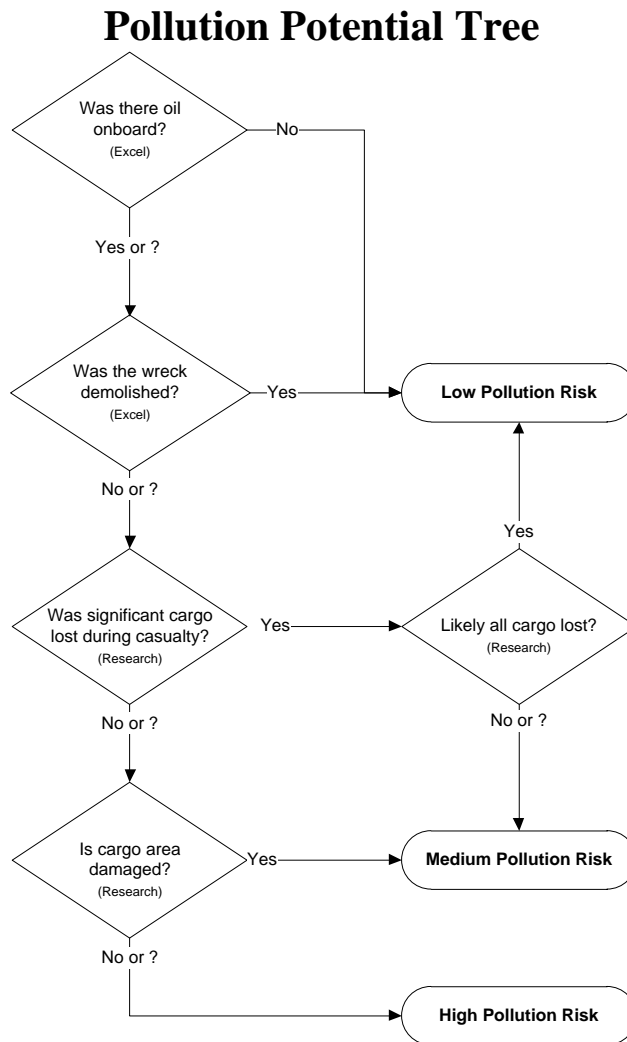 Pollution Potential Tree
Was there oil
onboard?
(Excel)
No
Yes or ?
Was the wreck
demolished?
(Excel)
Yes
Low Pollution Risk
No or ?
Yes
Was significant cargo
lost during casualty?
(Research)
Yes
Likely all cargo lost?
(Research)
No or ?
No or ?
Is cargo area
damaged?
(Research)
Yes
Medium Pollution Risk
No or ?
High Pollution Risk